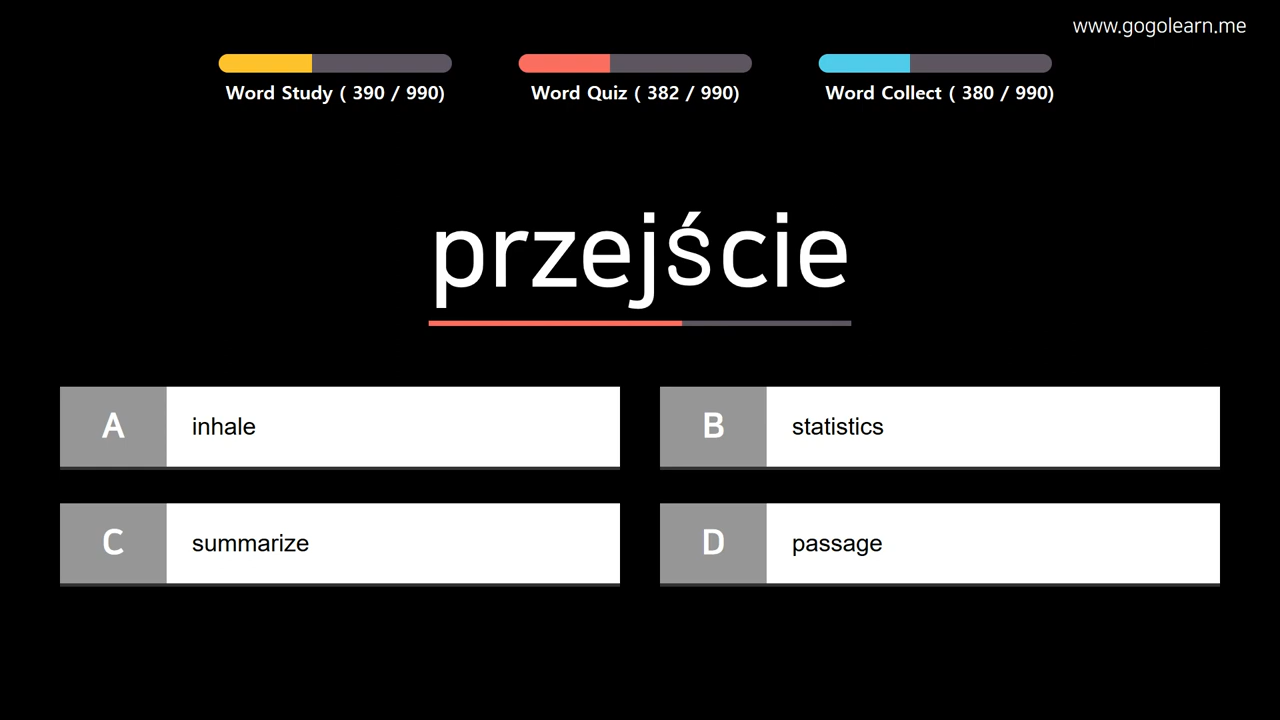 www.gogolearn.me
Word Study ( 390 / 990)
Word Quiz ( 382 / 990)
Word Collect ( 380 / 990)
przejście
A inhale
B statistics
C summarize
D passage